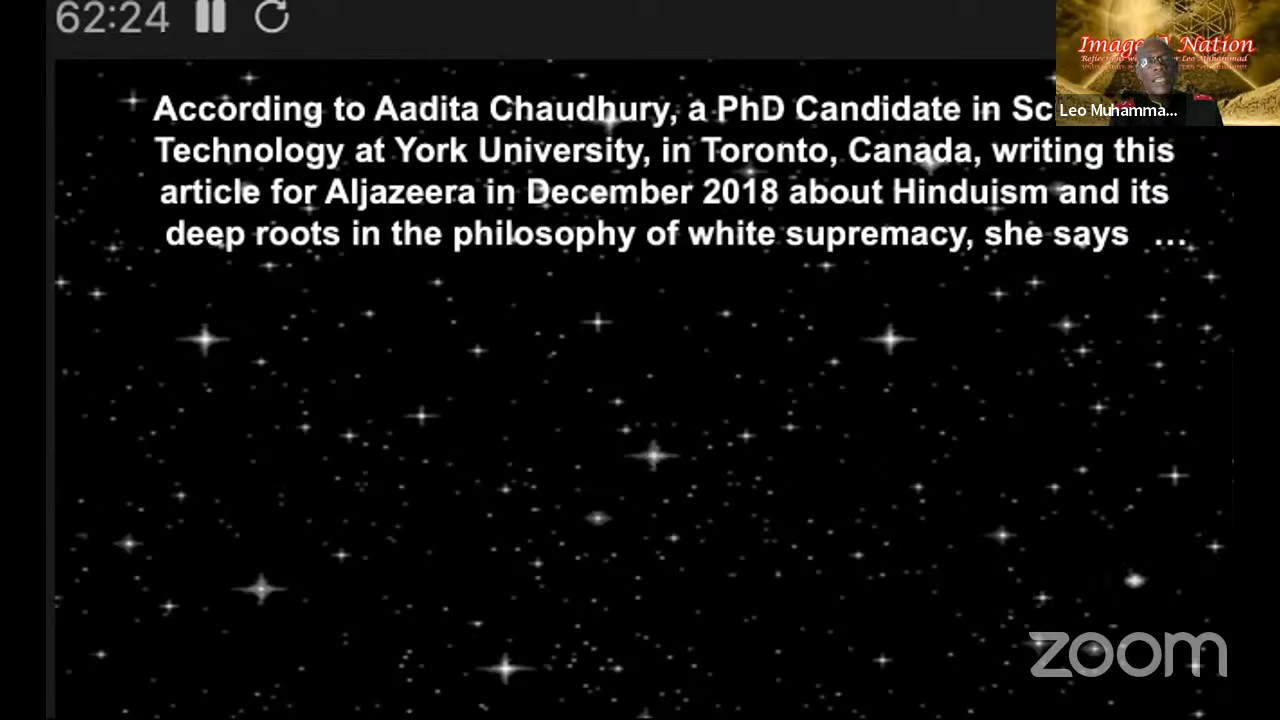 62:24
According to Aadita Chaudhury, a PhD Candidate in Sc
Technology at York University, in Toronto, Canada, writing this
article for Aljazeera in December 2018 about Hinduism and its
deep roots in the philosophy of white supremacy, she says ...
Image Nation
Leo Muhamma...
zoom